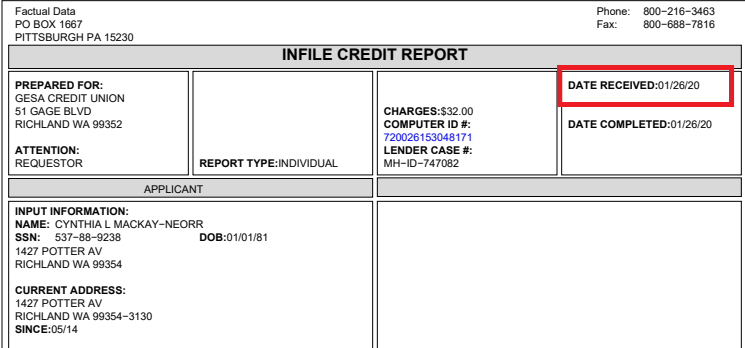 Factual Data
PO BOX 1667
PITTSBURGH PA 15230
Phone: 800-216-3463
Fax: 800-688-7816
INFILE CREDIT REPORT
PREPARED FOR:
GESA CREDIT UNION
51 GAGE BLVD
RICHLAND WA 99352
ATTENTION:
REQUESTOR
REPORT TYPE:INDIVIDUAL
CHARGES:$32.00
COMPUTER ID #:
720026153048171
LENDER CASE #:
MH-ID-747082
DATE RECEIVED:01/26/20
DATE COMPLETED:01/26/20
APPLICANT
INPUT INFORMATION:
NAME: CYNTHIA L MACKAY-NEORR
SSN: 537-88-9238 DOB:01/01/81
1427 POTTER AV
RICHLAND WA 99354
CURRENT ADDRESS:
1427 POTTER AV
RICHLAND WA 99354-3130
SINCE:05/14